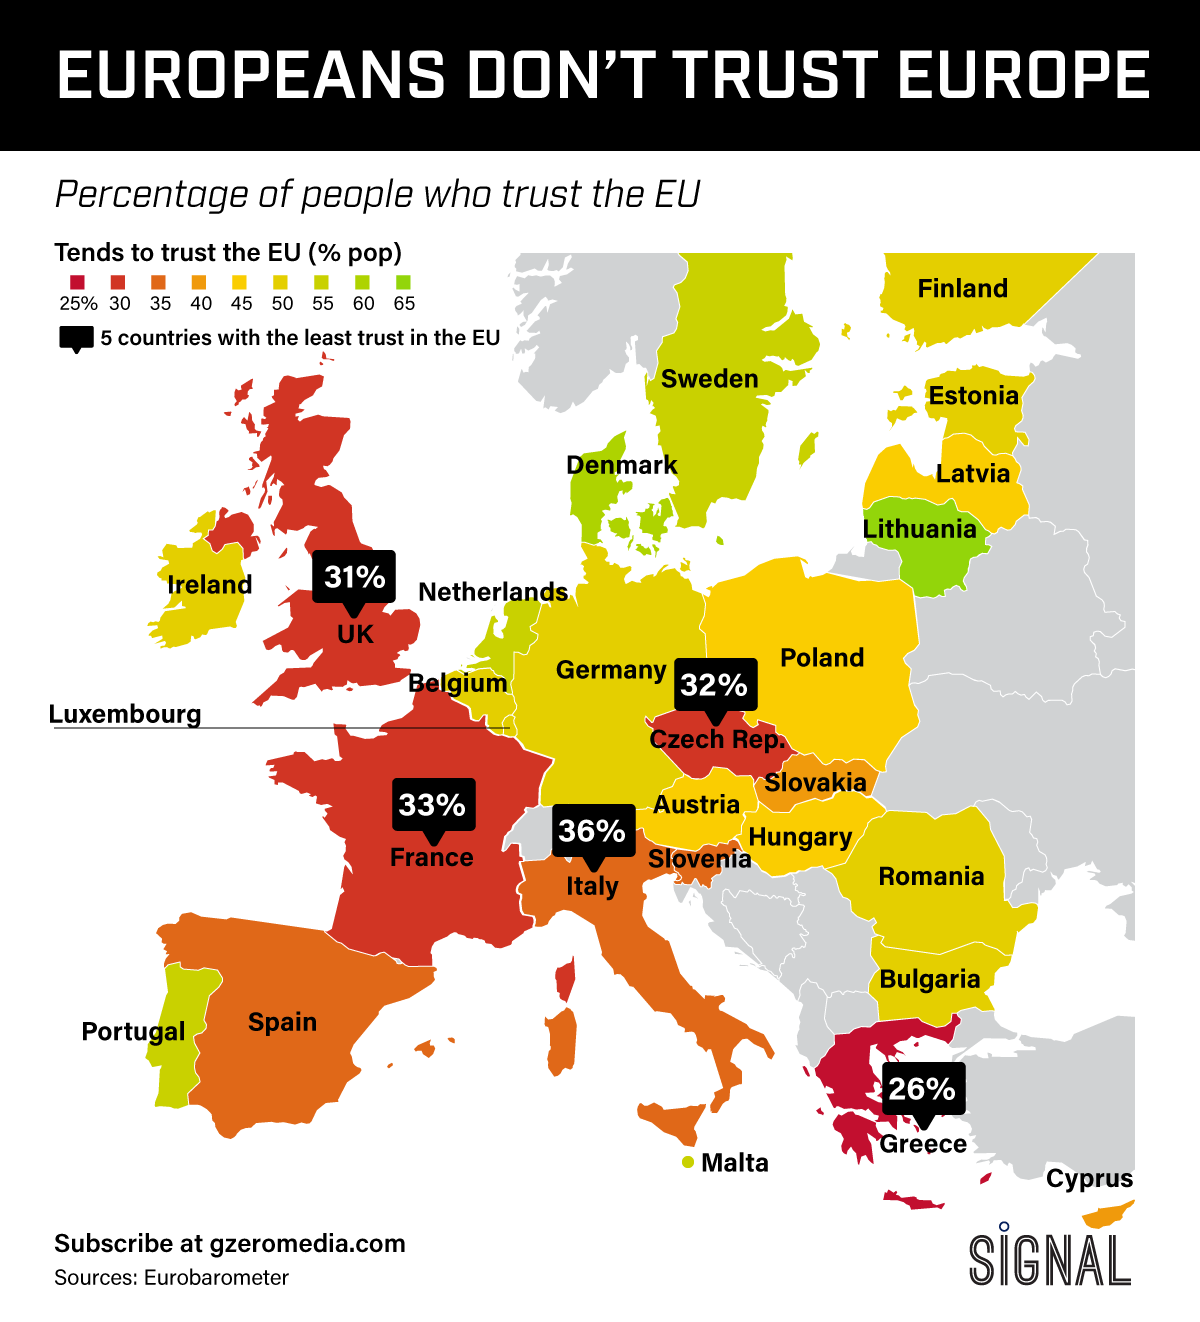 EUROPEANS DON'T TRUST EUROPE
Percentage of people who trust the EU
Tends to trust the EU (% pop)
25% 30 35 40 45 50 55 60 65
5 countries with the least trust in the EU
Finland
Sweden
Estonia
Denmark
Latvia
Lithuania
Ireland
31%
UK
Netherlands
Germany
Poland
Belgium
32%
Luxembourg
Czech Rep.
Slovakia
33%
Austria
36%
Hungary
France
Slovenia
Italy
Romania
Bulgaria
Spain
Portugal
26%
Greece
Malta
Cyprus
Subscribe at gzeromedia.com
Sources: Eurobarometer
SIGNAL